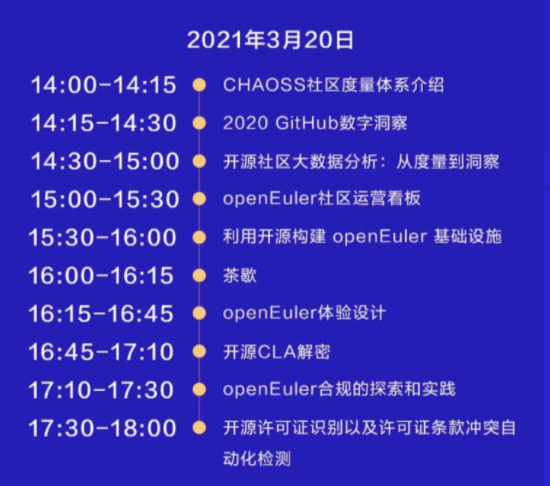 2021年3月20日
14:00-14:15 CHAOSS社区度量体系介绍
14:15-14:30 2020 GitHub数字洞察
14:30-15:00 开源社区大数据分析：从度量到洞察
15:00-15:30 openEuler社区运营看板
15:30-16:00 利用开源构建 openEuler 基础设施
16:00-16:15 茶歇
16:15-16:45 openEuler体验设计
16:45-17:10 开源CLA解密
17:10-17:30 openEuler合规的探索和实践
17:30-18:00 开源许可证识别以及许可证条款冲突自
动化检测